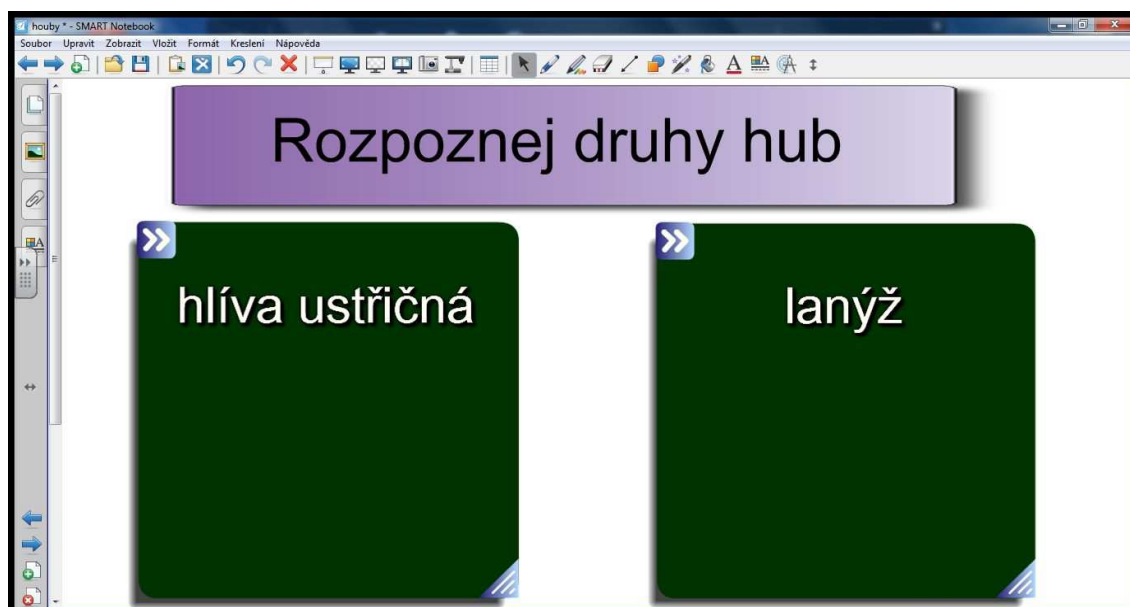 houby * - SMART Notebook
Soubor Upravit Zobrazit Vložit Formát Kreslení Nápověda
Rozpoznej druhy hub
hlíva ustřičná
lanýž